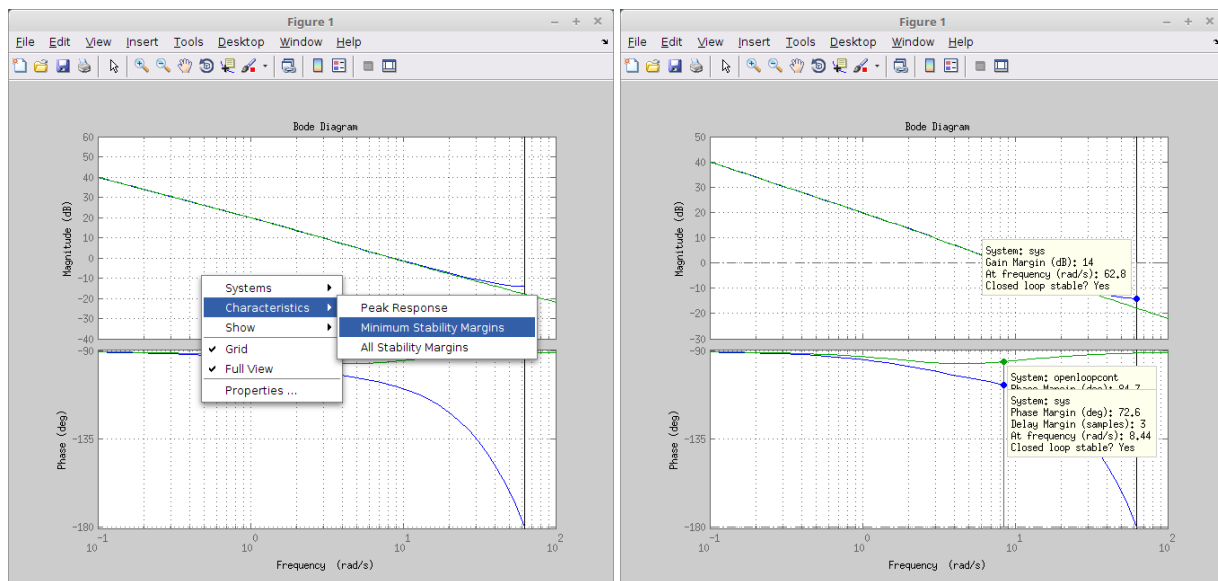 Figure 1
File Edit View Insert Tools Desktop Window Help
Bode Diagram
60
50
40
30
20
10
0
-10
-20
-30
-40
Magnitude (dB)
Systems
Characteristics
Show
Grid
Full View
Properties ...
Peak Response
Minimum Stability Margins
All Stability Margins
-90
-135
-180
Phase (deg)
10^-1
10^0
10^1
10^2
Frequency (rad/s)
Figure 1
File Edit View Insert Tools Desktop Window Help
Bode Diagram
50
40
30
20
10
0
-10
-20
-30
Magnitude (dB)
System: sys
Gain Margin (dB): 14
At frequency (rad/s): 62.8
Closed loop stable? Yes
-90
-135
-180
Phase (deg)
System: openloopcont
Phase Margin (deg): 84.7
System: sys
Phase Margin (deg): 72.6
Delay Margin (samples): 3
At frequency (rad/s): 8.44
Closed loop stable? Yes
10^-1
10^0
10^1
10^2
Frequency (rad/s)